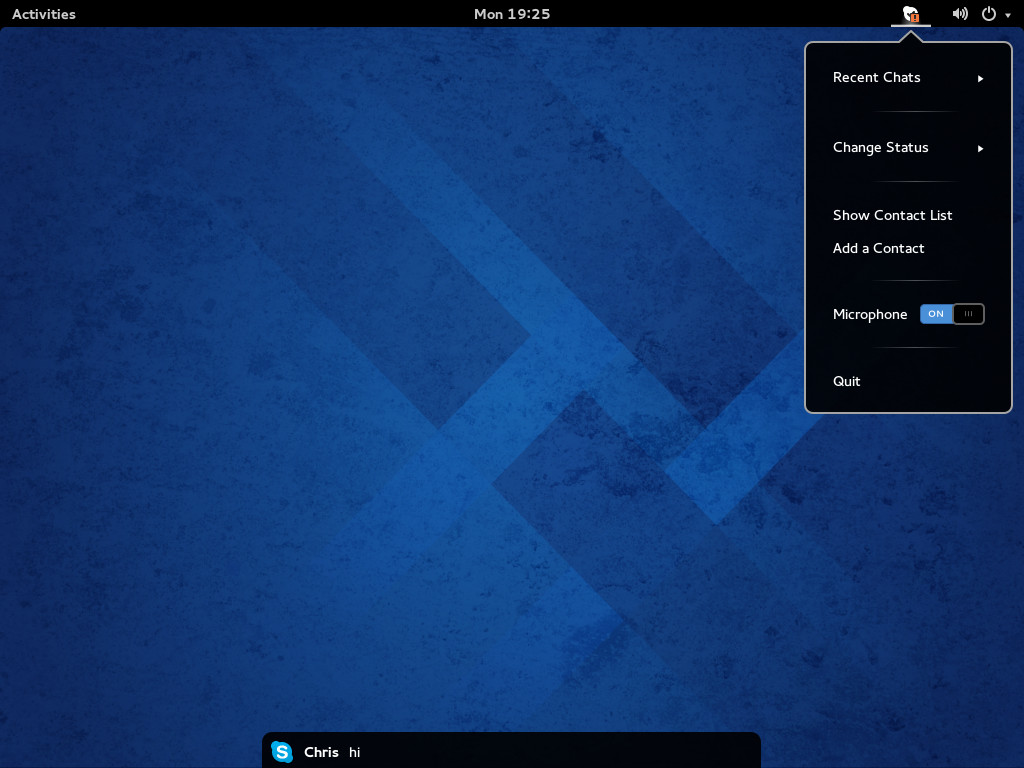 Activities
Mon 19:25
Recent Chats
Change Status
Show Contact List
Add a Contact
Microphone ON
Quit
S Chris hi